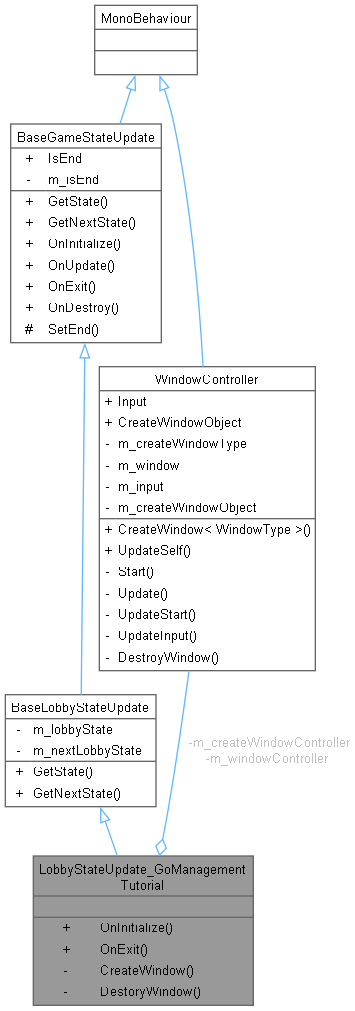 MonoBehaviour
BaseGameStateUpdate
+ IsEnd
- m_isEnd
+ GetState()
+ GetNextState()
+ OnInitialize()
+ OnUpdate()
+ OnExit()
+ OnDestroy()
# SetEnd()
WindowController
+ Input
+ CreateWindowObject
- m_createWindowType
- m_window
- m_input
- m_createWindowObject
+ CreateWindow< WindowType >()
+ UpdateSelf()
- Start()
- Update()
- UpdateStart()
- UpdateInput()
- DestroyWindow()
BaseLobbyStateUpdate
- m_lobbyState
- m_nextLobbyState
+ GetState()
+ GetNextState()
-m_createWindowController
-m_windowController
LobbyStateUpdate_GoManagement
Tutorial
+ OnInitialize()
+ OnExit()
- CreateWindow()
- DestoryWindow()